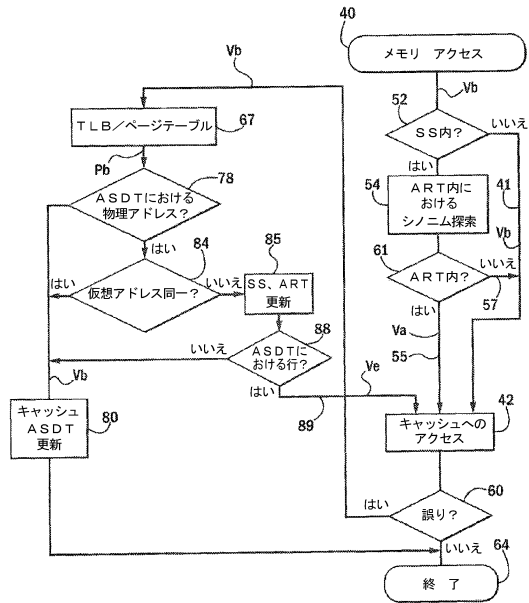 40
メモリ アクセス
Vb
Vb
52
SS内?
いいえ
はい
67
TLB/ページテーブル
Pb
54
ART内に
おける
シノニム探索
41
Vb
78
ASDTにおける
物理アドレス?
はい
61
ART内?
いいえ
57
はい
84
はい
仮想アドレス同一?
いいえ
85
SS、ART
更新
Va
55
88
いいえ
ASDTに
おける行?
はい
Ve
89
Vb
キャッシュ
ASDT
更新
80
キャッシュへの
アクセス
42
はい
60
誤り?
いいえ
64
終 了